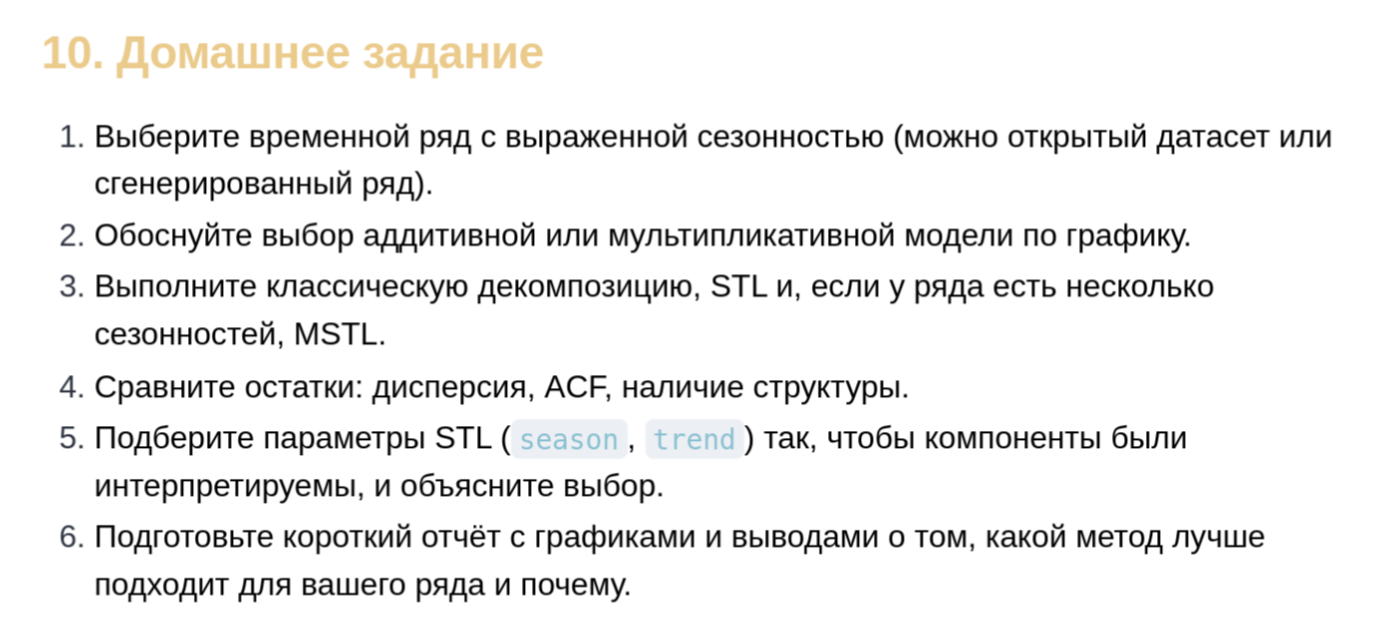 10. Домашнее задание
1. Выберите временной ряд с выраженной сезонностью (можно открытый датасет или
сгенерированный ряд).
2. Обоснуйте выбор аддитивной или мультипликативной модели по графику.
3. Выполните классическую декомпозицию, STL и, если у ряда есть несколько
сезонностей, MSTL.
4. Сравните остатки: дисперсия, ACF, наличие структуры.
5. Подберите параметры STL (season, trend) так, чтобы компоненты были
интерпретируемы, и объясните выбор.
6. Подготовьте короткий отчёт с графиками и выводами о том, какой метод лучше
подходит для вашего ряда и почему.